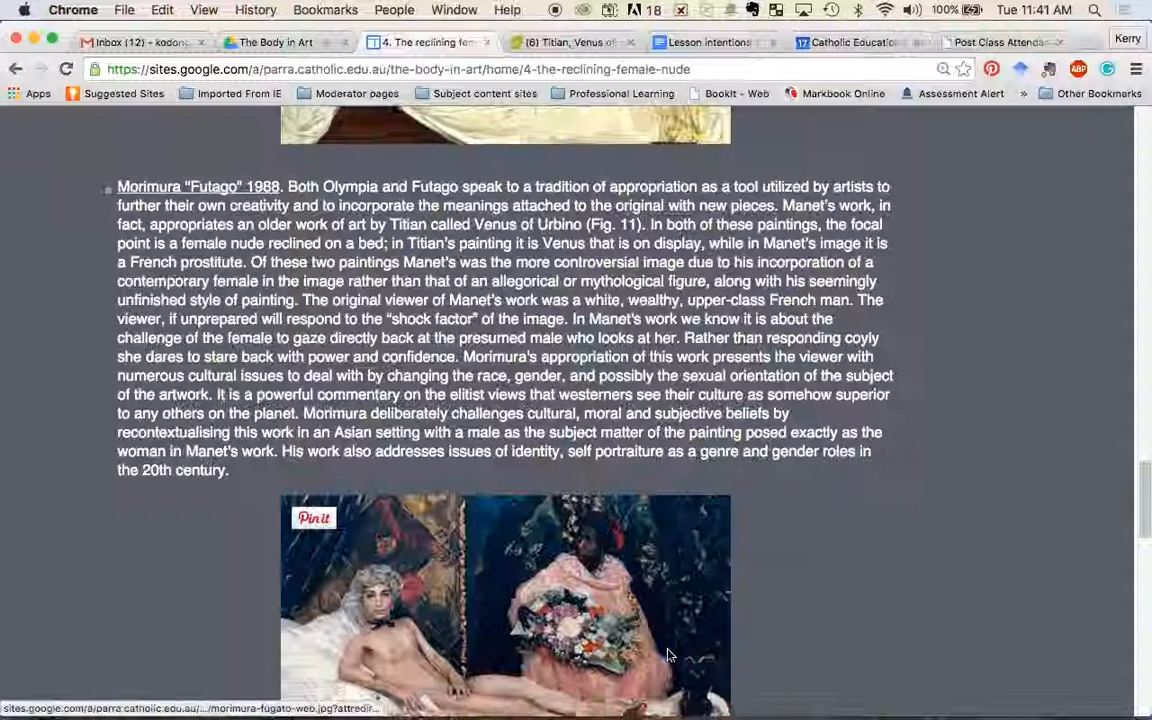 Chrome File Edit View History Bookmarks People Window Help 18 100% Tue 11:41 AM
Inbox (12) - kodono The Body in Art 4. The reclining fem (6) Titian, Venus of Lesson intentions 17 Catholic Educatio Post Class Attenda Kerry
https://sites.google.com/a/parra.catholic.edu.au/the-body-in-art/home/4-the-reclining-female-nude
Apps Suggested Sites Imported From IE Moderator pages Subject content sites Professional Learning BookIt - Web Markbook Online Assessment Alert » Other Bookmarks
Morimura "Futago" 1988. Both Olympia and Futago speak to a tradition of appropriation as a tool utilized by artists to
further their own creativity and to incorporate the meanings attached to the original with new pieces. Manet's work, in
fact, appropriates an older work of art by Titian called Venus of Urbino (Fig. 11). In both of these paintings, the focal
point is a female nude reclined on a bed; in Titian's painting it is Venus that is on display, while in Manet's image it is
a French prostitute. Of these two paintings Manet's was the more controversial image due to his incorporation of a
contemporary female in the image rather than that of an allegorical or mythological figure, along with his seemingly
unfinished style of painting. The original viewer of Manet's work was a white, wealthy, upper-class French man. The
viewer, if unprepared will respond to the "shock factor" of the image. In Manet's work we know it is about the
challenge of the female to gaze directly back at the presumed male who looks at her. Rather than responding coyly
she dares to stare back with power and confidence. Morimura's appropriation of this work presents the viewer with
numerous cultural issues to deal with by changing the race, gender, and possibly the sexual orientation of the subject
of the artwork. It is a powerful commentary on the elitist views that westerners see their culture as somehow superior
to any others on the planet. Morimura deliberately challenges cultural, moral and subjective beliefs by
recontextualising this work in an Asian setting with a male as the subject matter of the painting posed exactly as the
woman in Manet's work. His work also addresses issues of identity, self portraiture as a genre and gender roles in
the 20th century.
Pin it
sites.google.com/a/parra.catholic.edu.au/.../morimura-fugato-web.jpg?attredir...